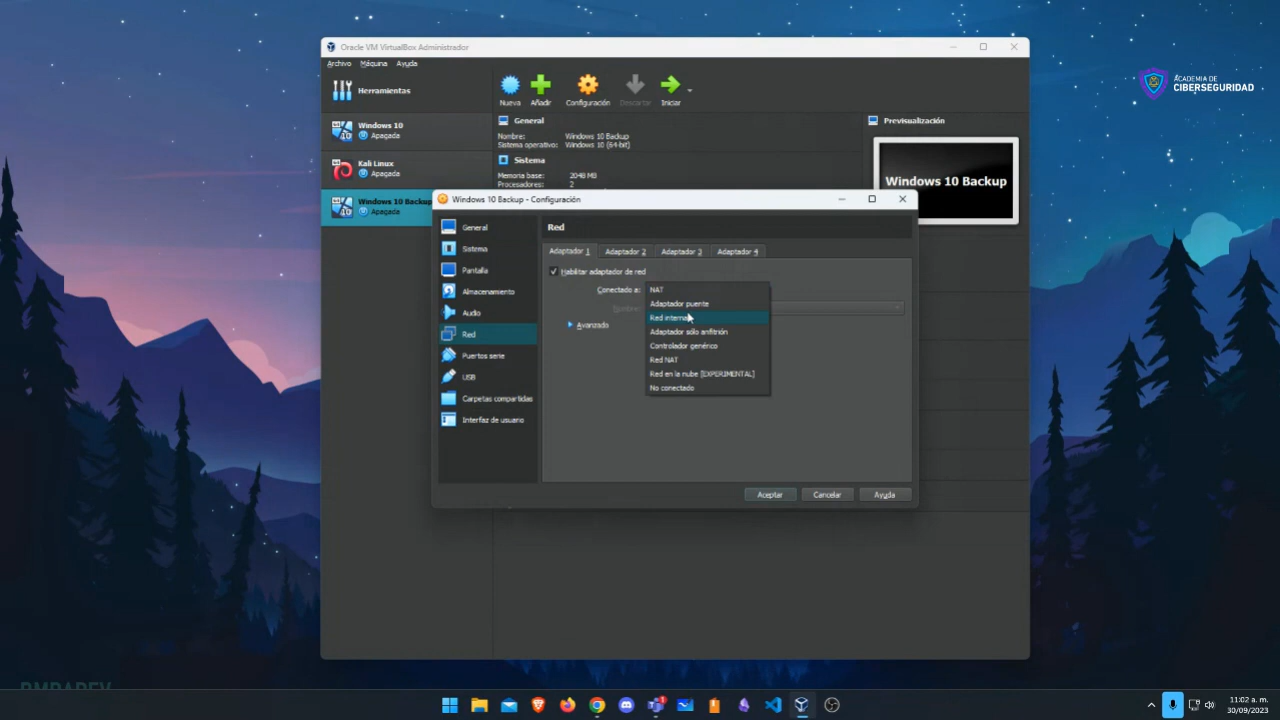 Oracle VM VirtualBox Administrador
Archivo Máquina Ayuda
Herramientas
Nueva Añadir Configuración Descartar Iniciar
Windows 10
Apagada
Kali Linux
Apagada
Windows 10 Backup
Apagada
General
Nombre: Windows 10 Backup
Sistema operativo: Windows 10 (64-bit)
Sistema
Memoria base: 2048 MB
Procesadores: 2
Previsualización
Windows 10 Backup
ACADEMIA DE
CIBERSEGURIDAD
Windows 10 Backup - Configuración
General
Sistema
Pantalla
Almacenamiento
Audio
Red
Puertos serie
USB
Carpetas compartidas
Interfaz de usuario
Red
Adaptador 1 Adaptador 2 Adaptador 3 Adaptador 4
Habilitar adaptador de red
Conectado a:
Nombre:
Avanzado
NAT
Adaptador puente
Red interna
Adaptador sólo anfitrión
Controlador genérico
Red NAT
Red en la nube [EXPERIMENTAL]
No conectado
Aceptar Cancelar Ayuda
11:02 a. m.
30/09/2023